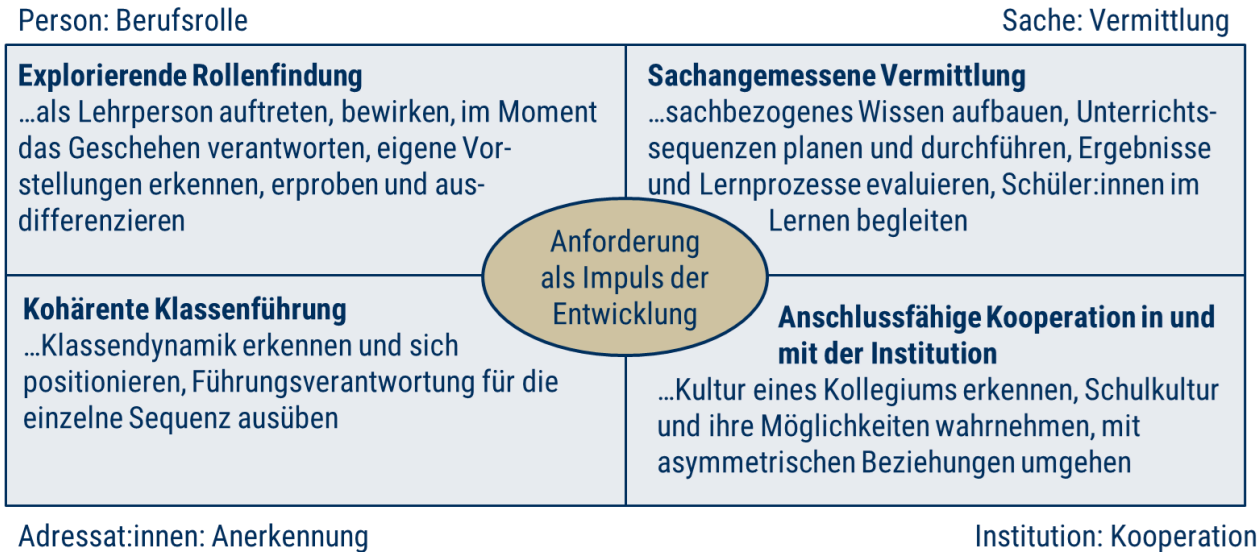 Person: Berufsrolle
Sache: Vermittlung
Explorierende Rollenfindung
…als Lehrperson auftreten, bewirken, im Moment
das Geschehen verantworten, eigene Vor-
stellungen erkennen, erproben und aus-
differenzieren
Sachangemessene Vermittlung
…sachbezogenes Wissen aufbauen, Unterrichts-
sequenzen planen und durchführen, Ergebnisse
und Lernprozesse evaluieren, Schüler:innen im
Lernen begleiten
Anforderung
als Impuls der
Entwicklung
Kohärente Klassenführung
…Klassendynamik erkennen und sich
positionieren, Führungsverantwortung für die
einzelne Sequenz ausüben
Anschlussfähige Kooperation in und
mit der Institution
…Kultur eines Kollegiums erkennen, Schulkultur
und ihre Möglichkeiten wahrnehmen, mit
asymmetrischen Beziehungen umgehen
Adressat:innen: Anerkennung
Institution: Kooperation